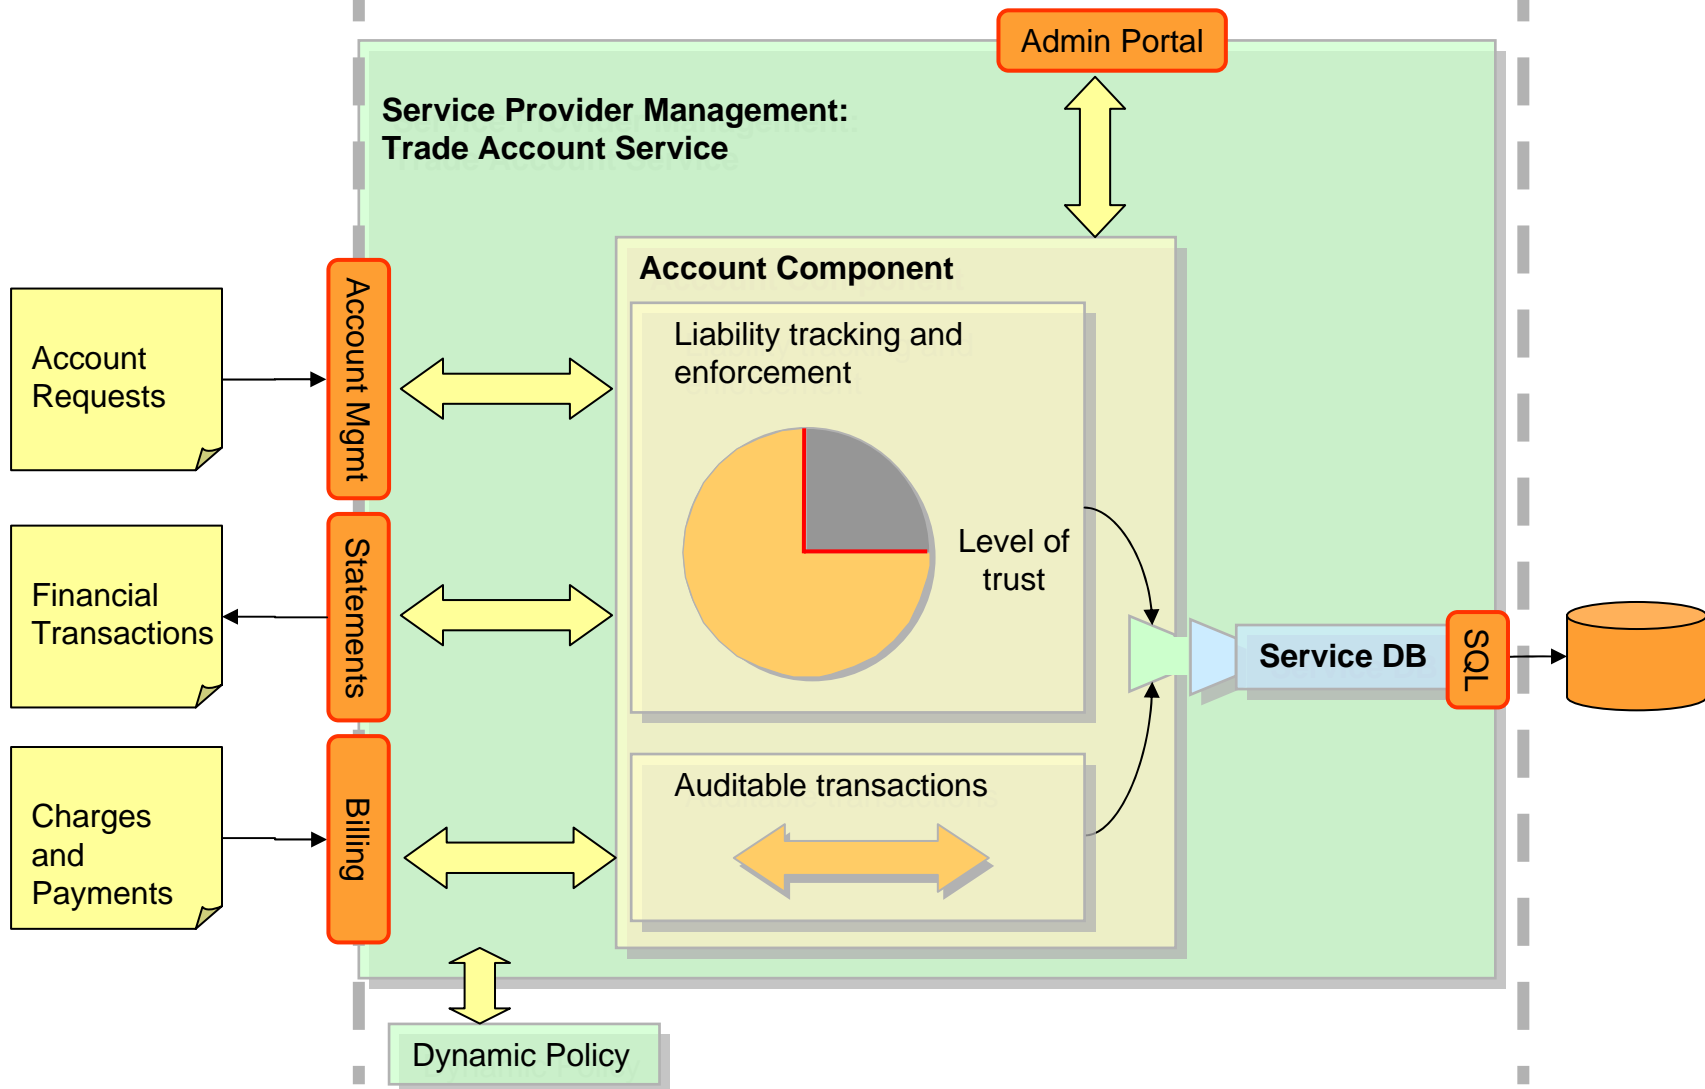 Admin Portal
Service Provider Management:
Trade Account Service
Account Component
Account
Requests
Account Mgmt
Liability tracking and
enforcement
Level of
trust
Financial
Transactions
Statements
Service DB
SQL
Charges
and
Payments
Billing
Auditable transactions
Dynamic Policy